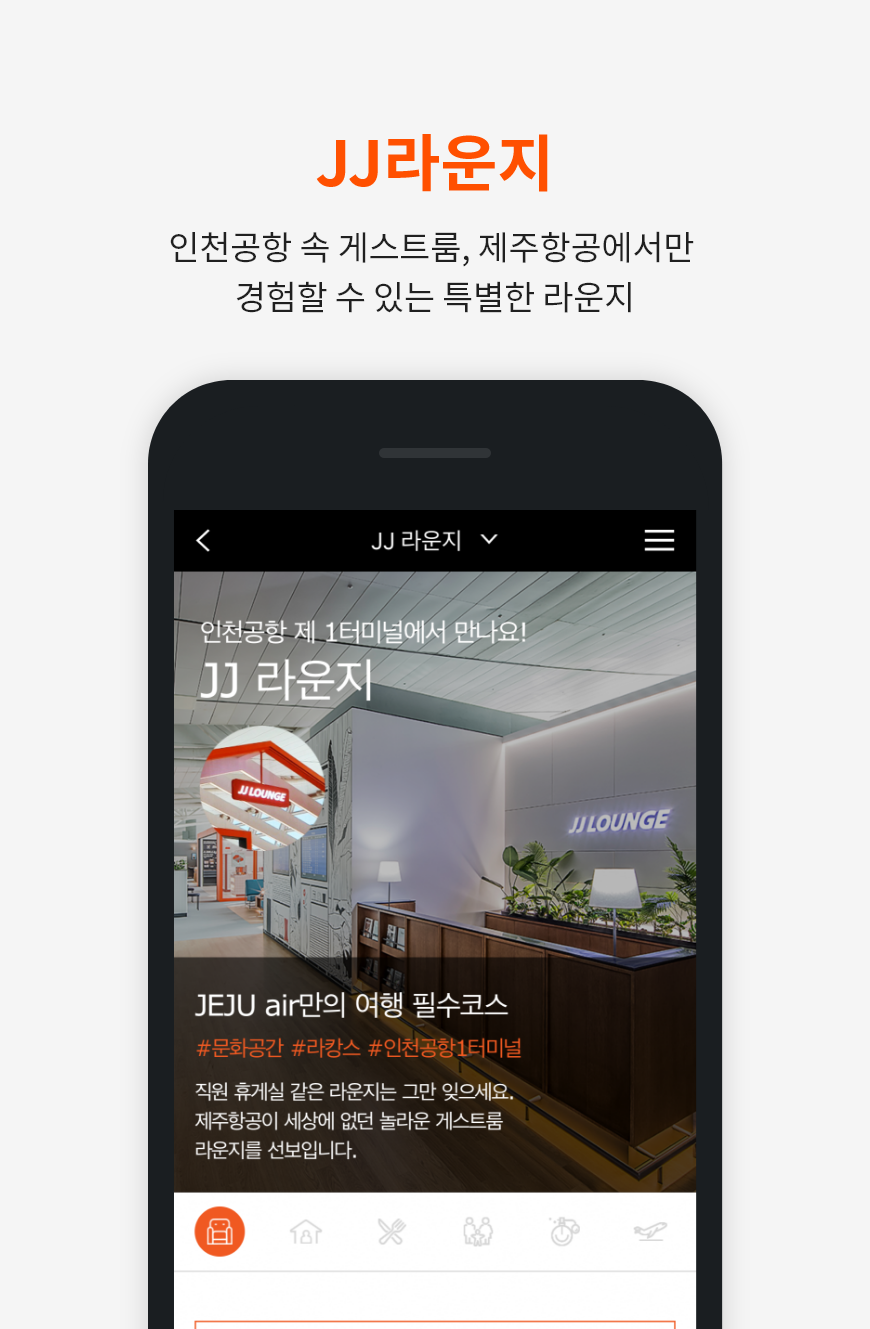 JJ라운지
인천공항 속 게스트룸, 제주항공에서만
경험할 수 있는 특별한 라운지
JJ 라운지
인천공항 제 1터미널에서 만나요!
JJ 라운지
JJ LOUNGE
JJ LOUNGE
JEJU air만의 여행 필수코스
#문화공간 #라캉스 #인천공항1터미널
직원 휴게실 같은 라운지는 그만 잊으세요.
제주항공이 세상에 없던 놀라운 게스트룸
라운지를 선보입니다.